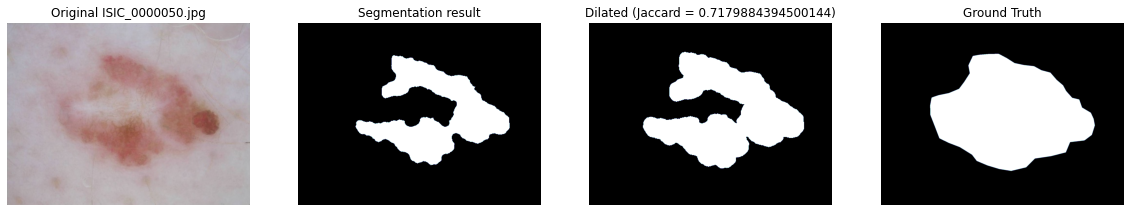 Original ISIC_0000050.jpg
Segmentation result
Dilated (Jaccard = 0.7179884394500144)
Ground Truth